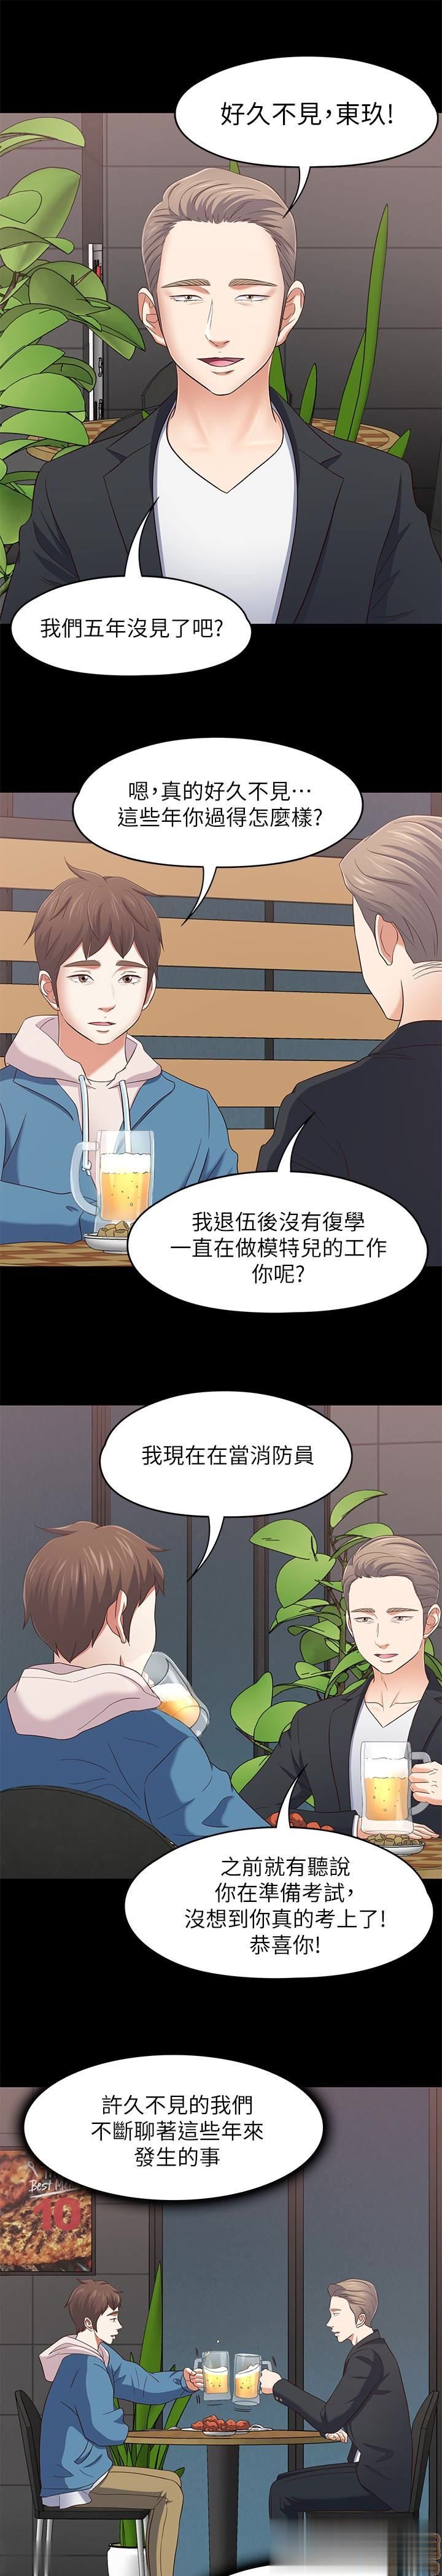 好久不見，東玖!
我們五年沒見了吧?
嗯，真的好久不見…
這些年你過得怎麼樣?
我退伍後沒有復學
一直在做模特兒的工作
你呢?
我現在在當消防員
之前就有聽說
你在準備考試，
沒想到你真的考上了!
恭喜你!
許久不見的我們
不斷聊著這些年來
發生的事
10